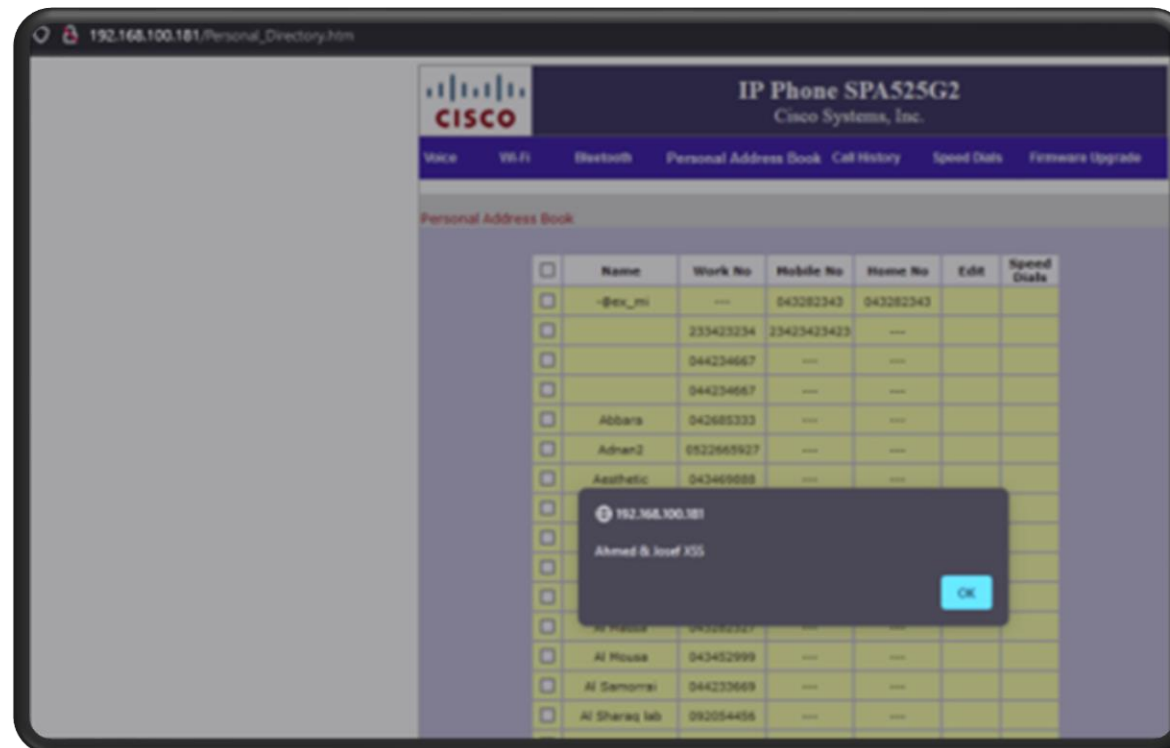 192.168.100.181/Personal_Directory.htm
CISCO
IP Phone SPA525G2
Cisco Systems, Inc.
Voice Wi-Fi Bluetooth Personal Address Book Call History Speed Dials Firmware Upgrade
Personal Address Book
Name Work No Mobile No Home No Edit Speed Dials
-@ex_mi --- 043282343 043282343
233423234 23423423423 ---
044234667 --- ---
044234667 --- ---
Abbara 042685333 --- ---
Adnan2 0522665927 --- ---
Aesthetic 043469888 --- ---
192.168.100.181
Ahmed & Josef XSS
OK
Al Mousa 043452999 --- ---
Al Samorrai 044233669 --- ---
Al Sharaq lab 092054456 --- ---